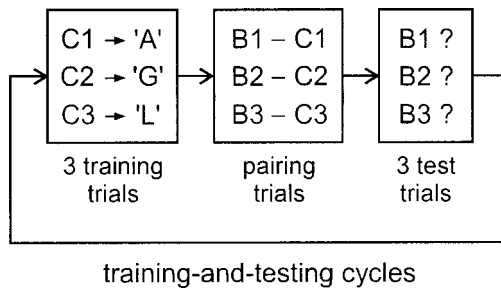 C1 → 'A'
C2 → 'G'
C3 → 'L'
3 training
trials
B1 – C1
B2 – C2
B3 – C3
pairing
trials
B1 ?
B2 ?
B3 ?
3 test
trials
training-and-testing cycles